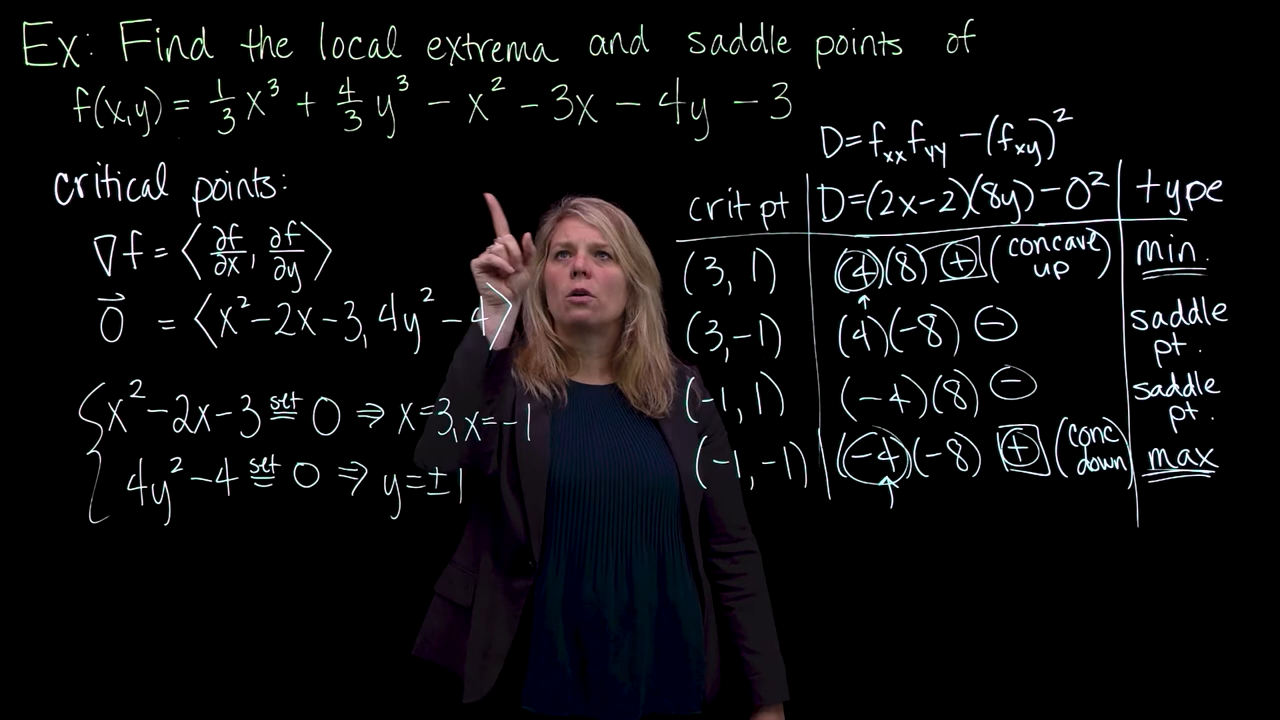 Ex: Find the local extrema and saddle points of
f(x,y) = 1/3 x³ + 4/3 y³ − x² − 3x − 4y − 3
D = f_xx f_yy − (f_xy)²
critical points:
∇f = ⟨∂f/∂x, ∂f/∂y⟩
0⃗ = ⟨x² − 2x − 3, 4y² − 4⟩
x² − 2x − 3 set= 0 ⇒ x = 3, x = −1
4y² − 4 set= 0 ⇒ y = ±1
crit pt | D = (2x−2)(8y) − 0² | type
(3, 1) | (4)(8) + (concave up) | min.
(3, −1) | (4)(−8) − | saddle pt.
(−1, 1) | (−4)(8) − | saddle pt.
(−1, −1) | (−4)(−8) + (conc down) | max